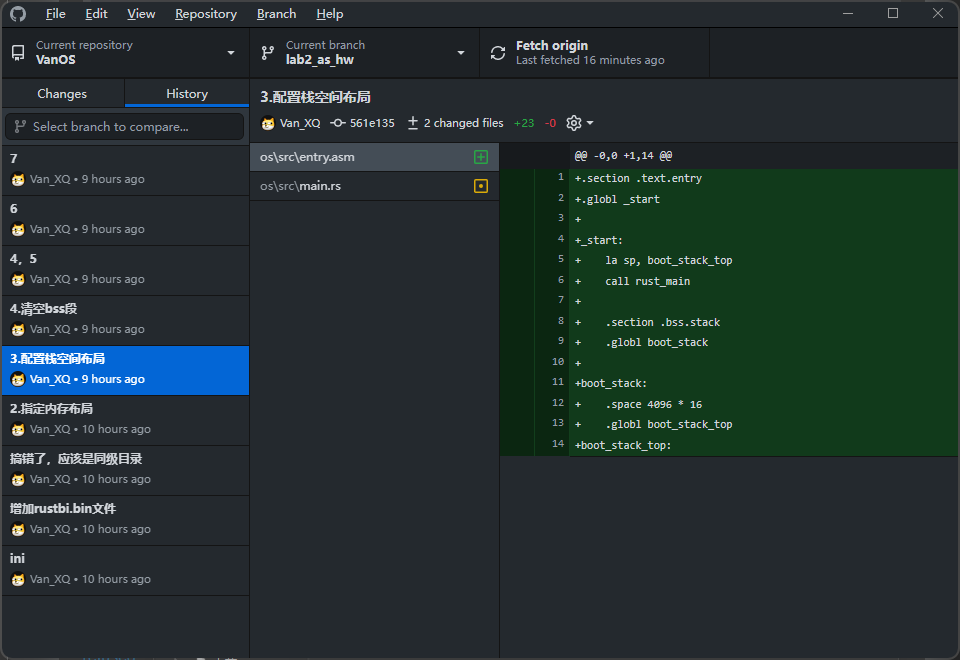 File Edit View Repository Branch Help
Current repository
VanOS
Current branch
lab2_as_hw
Fetch origin
Last fetched 16 minutes ago
Changes History
Select branch to compare...
7
Van_XQ • 9 hours ago
6
Van_XQ • 9 hours ago
4，5
Van_XQ • 9 hours ago
4.清空bss段
Van_XQ • 9 hours ago
3.配置栈空间布局
Van_XQ • 9 hours ago
2.指定内存布局
Van_XQ • 10 hours ago
搞错了，应该是同级目录
Van_XQ • 10 hours ago
增加rustbi.bin文件
Van_XQ • 10 hours ago
ini
Van_XQ • 10 hours ago
3.配置栈空间布局
Van_XQ 561e135 2 changed files +23 -0
os\src\entry.asm
os\src\main.rs
@@ -0,0 +1,14 @@
1 +.section .text.entry
2 +.globl _start
3 +
4 +_start:
5 +    la sp, boot_stack_top
6 +    call rust_main
7 +
8 +    .section .bss.stack
9 +    .globl boot_stack
10 +
11 +boot_stack:
12 +    .space 4096 * 16
13 +    .globl boot_stack_top
14 +boot_stack_top: